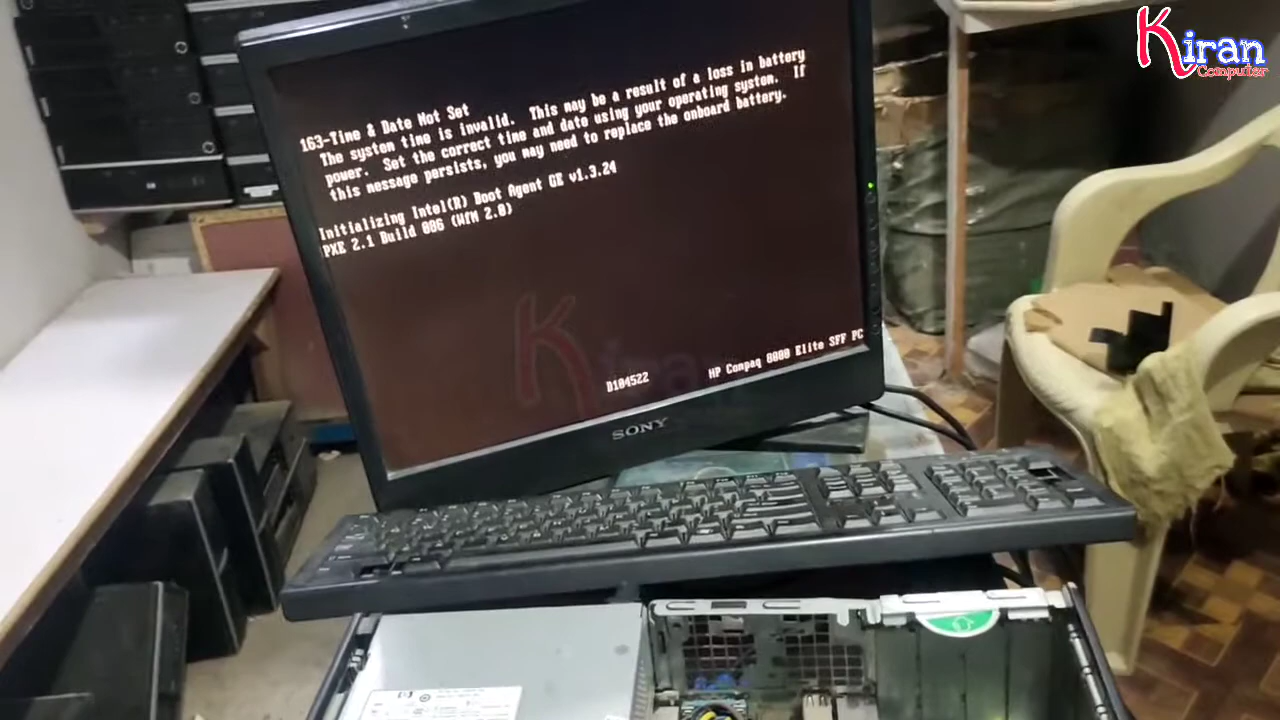 Kiran
Computer
163-Time & Date Not Set
The system time is invalid. This may be a result of a loss in battery
power. Set the correct time and date using your operating system. If
this message persists, you may need to replace the onboard battery.
Initializing Intel(R) Boot Agent GE v1.3.24
PXE 2.1 Build 086 (WfM 2.0)
Kiran
D104522
HP Compaq 8000 Elite SFF PC
SONY
hp